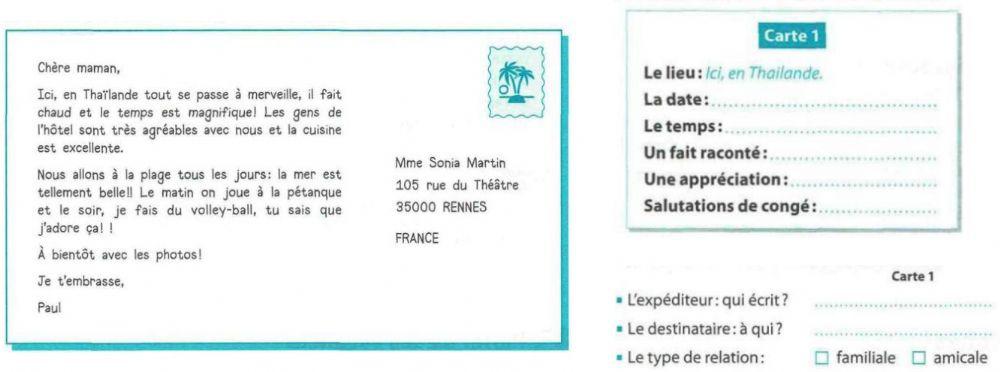 Chère maman,
Ici, en Thaïlande tout se passe à merveille, il fait
chaud et le temps est magnifique! Les gens de
l'hôtel sont très agréables avec nous et la cuisine
est excellente.
Nous allons à la plage tous les jours: la mer est
tellement belle!! Le matin on joue à la pétanque
et le soir, je fais du volley-ball, tu sais que
j'adore ça! !
À bientôt avec les photos!
Je t'embrasse,
Paul
Mme Sonia Martin
105 rue du Théâtre
35000 RENNES
FRANCE
Carte 1
Le lieu: Ici, en Thaïlande.
La date:
Le temps:
Un fait raconté:
Une appréciation:
Salutations de congé:
Carte 1
▪ L'expéditeur: qui écrit?
▪ Le destinataire: à qui?
▪ Le type de relation: □ familiale □ amicale